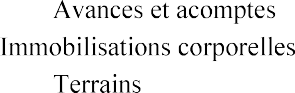 Avances et acomptes
Immobilisations corporelles
Terrains